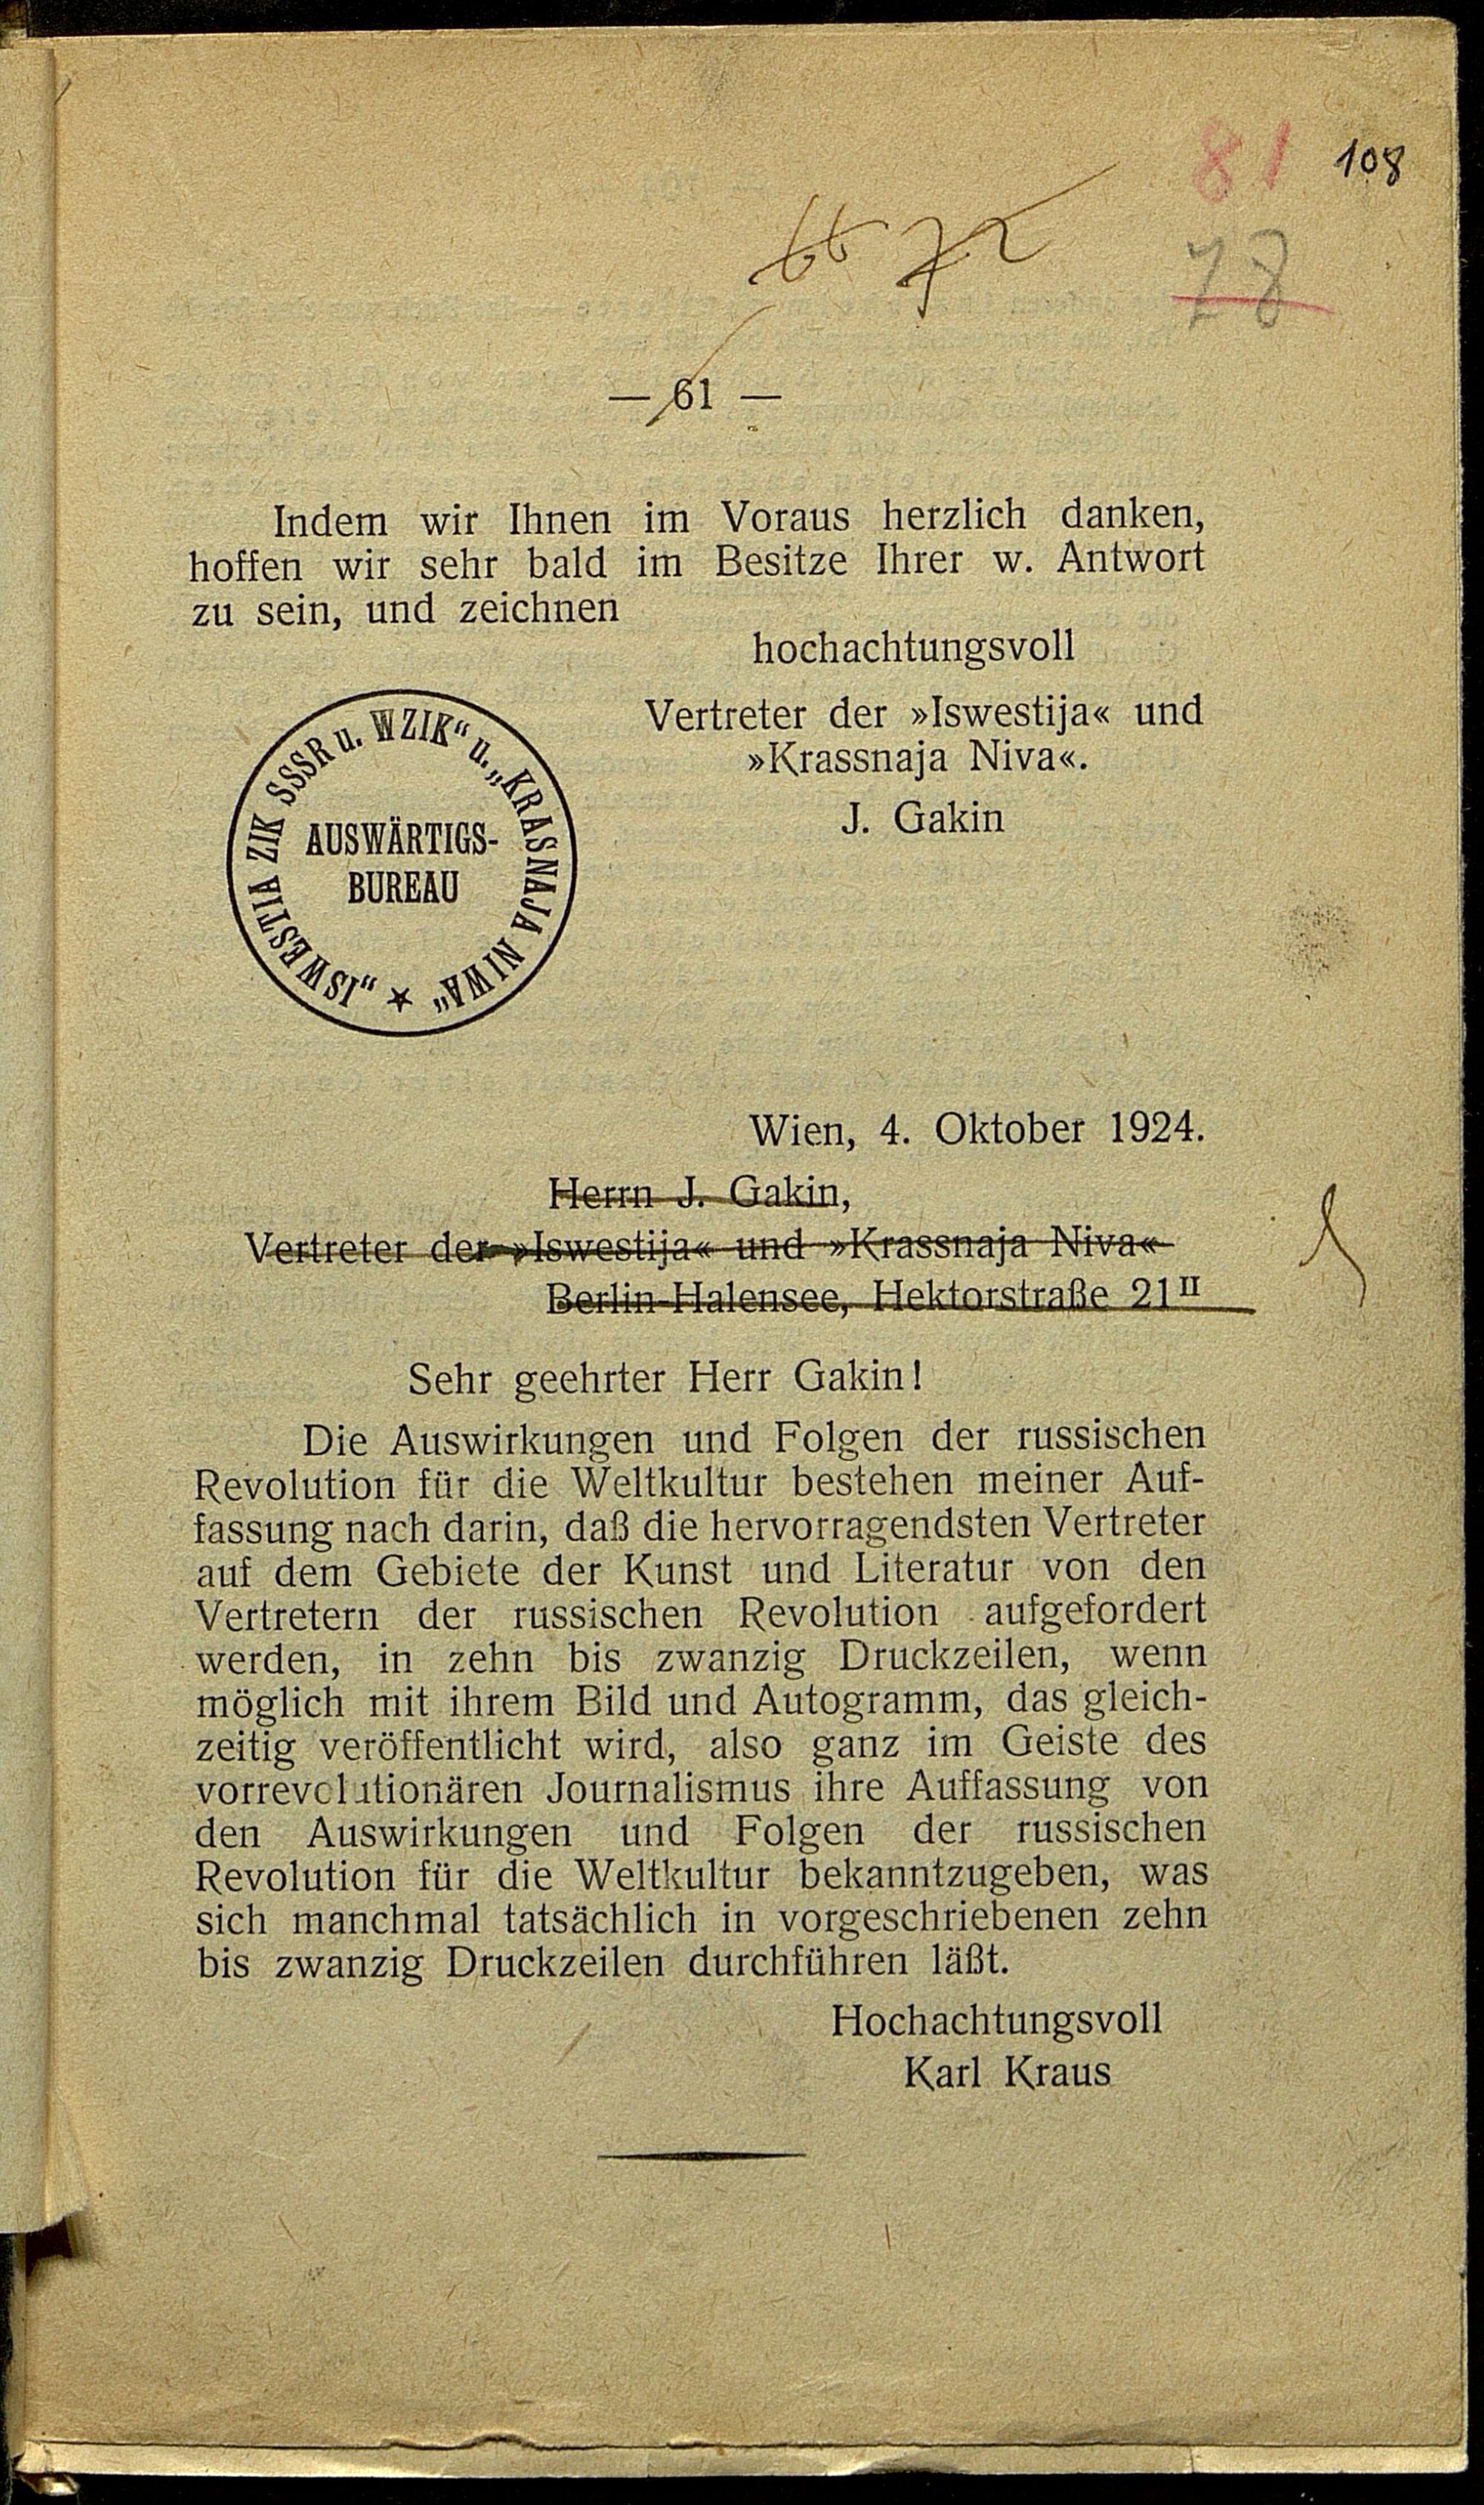 81 108
66 72
78
— 61 —
Indem wir Ihnen im Voraus herzlich danken,
hoffen wir sehr bald im Besitze Ihrer w. Antwort
zu sein, und zeichnen
hochachtungsvoll
Vertreter der »Iswestija« und
»Krassnaja Niva«.
J. Gakin
„ISWESTIA ZIK SSSR u. WZIK“ u. „KRASNAJA NIWA“ ★
AUSWÄRTIGS-
BUREAU
Wien, 4. Oktober 1924.
Herrn J. Gakin,
Vertreter der »Iswestija« und »Krassnaja Niva«
Berlin-Halensee, Hektorstraße 21 II
Sehr geehrter Herr Gakin!
Die Auswirkungen und Folgen der russischen
Revolution für die Weltkultur bestehen meiner Auf-
fassung nach darin, daß die hervorragendsten Vertreter
auf dem Gebiete der Kunst und Literatur von den
Vertretern der russischen Revolution aufgefordert
werden, in zehn bis zwanzig Druckzeilen, wenn
möglich mit ihrem Bild und Autogramm, das gleich-
zeitig veröffentlicht wird, also ganz im Geiste des
vorrevolutionären Journalismus ihre Auffassung von
den Auswirkungen und Folgen der russischen
Revolution für die Weltkultur bekanntzugeben, was
sich manchmal tatsächlich in vorgeschriebenen zehn
bis zwanzig Druckzeilen durchführen läßt.
Hochachtungsvoll
Karl Kraus